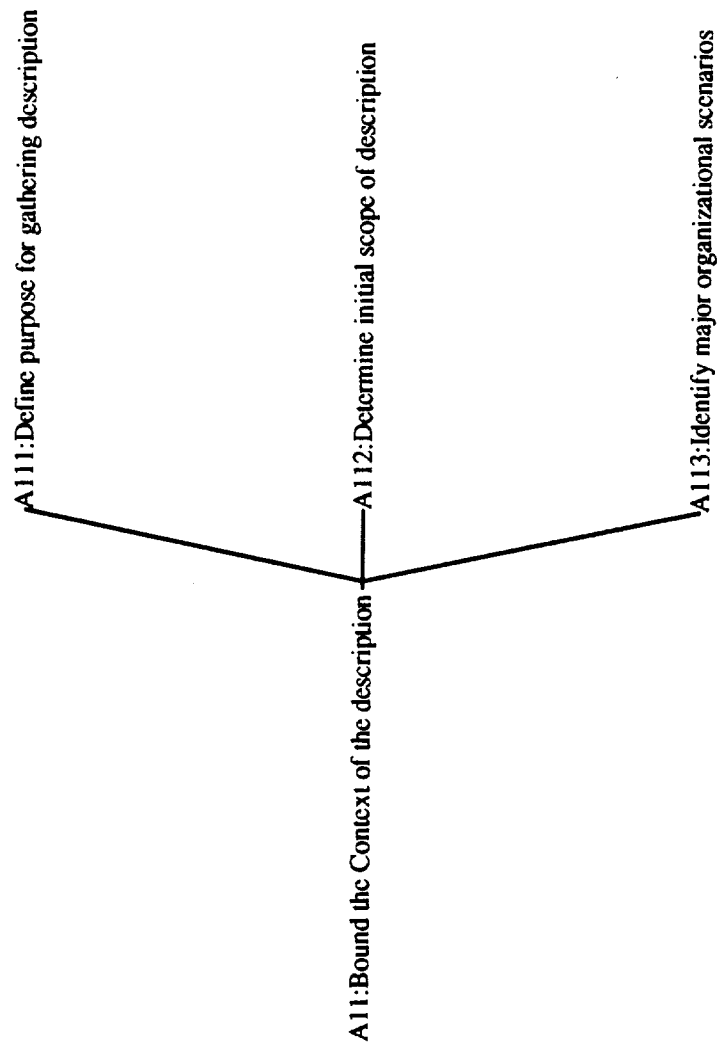 A111:Define purpose for gathering description
A11:Bound the Context of the description
A112:Determine initial scope of description
A113:Identify major organizational scenarios